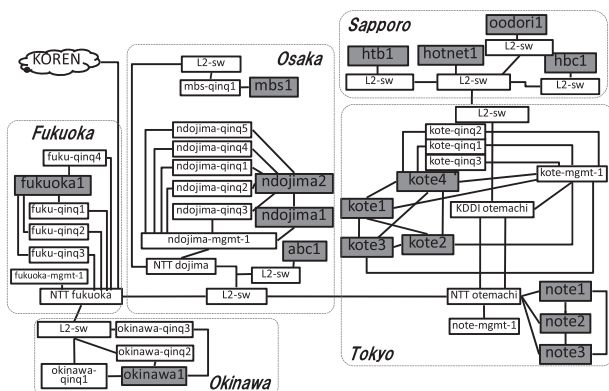 Sapporo
oodori1
L2-sw
htb1
hotnet1
hbc1
L2-sw
L2-sw
L2-sw
KOREN
Osaka
L2-sw
mbs-qinq1
mbs1
ndojima-qinq5
ndojima-qinq4
ndojima-qinq1
ndojima-qinq2
ndojima-qinq3
ndojima2
ndojima1
ndojima-mgmt-1
abc1
NTT dojima
L2-sw
L2-sw
Fukuoka
fuku-qinq4
fukuoka1
fuku-qinq1
fuku-qinq2
fuku-qinq3
fukuoka-mgmt-1
NTT fukuoka
L2-sw
kote-qinq2
kote-qinq1
kote-qinq3
kote-mgmt-1
kote4
kote1
KDDI otemachi
kote3
kote2
NTT otemachi
note1
note2
note-mgmt-1
note3
Tokyo
L2-sw
okinawa-qinq3
okinawa-qinq2
okinawa-
qinq1
okinawa1
Okinawa